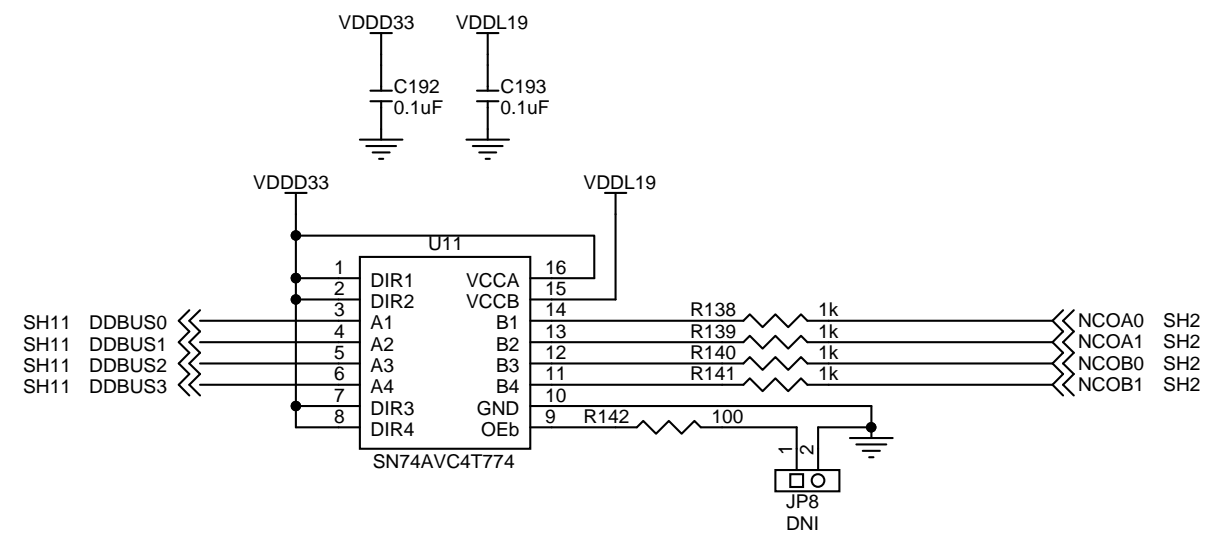 VDDD33 VDDL19
C192 C193
0.1uF 0.1uF
VDDD33 VDDL19
U11
1 DIR1 VCCA 16
2 DIR2 VCCB 15
SH11 DDBUS0 3 A1 B1 14 R138 1k NCOA0 SH2
SH11 DDBUS1 4 A2 B2 13 R139 1k NCOA1 SH2
SH11 DDBUS2 5 A3 B3 12 R140 1k NCOB0 SH2
SH11 DDBUS3 6 A4 B4 11 R141 1k NCOB1 SH2
7 DIR3 GND 10
8 DIR4 OEb 9 R142 100
SN74AVC4T774
1 2
JP8
DNI